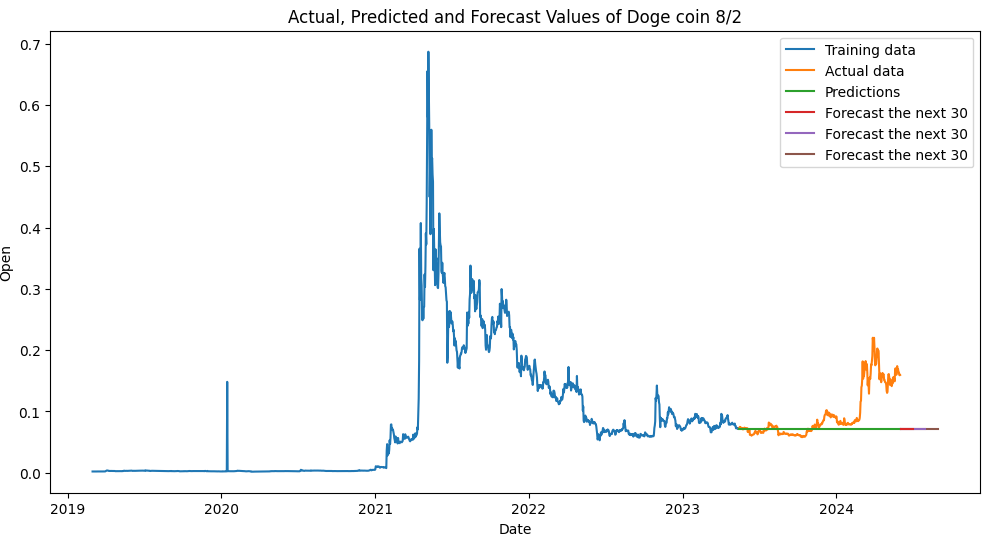 Actual, Predicted and Forecast Values of Doge coin 8/2
0.7
0.6
0.5
0.4
0.3
0.2
0.1
0.0
Open
Training data
Actual data
Predictions
Forecast the next 30
Forecast the next 30
Forecast the next 30
2019
2020
2021
2022
2023
2024
Date